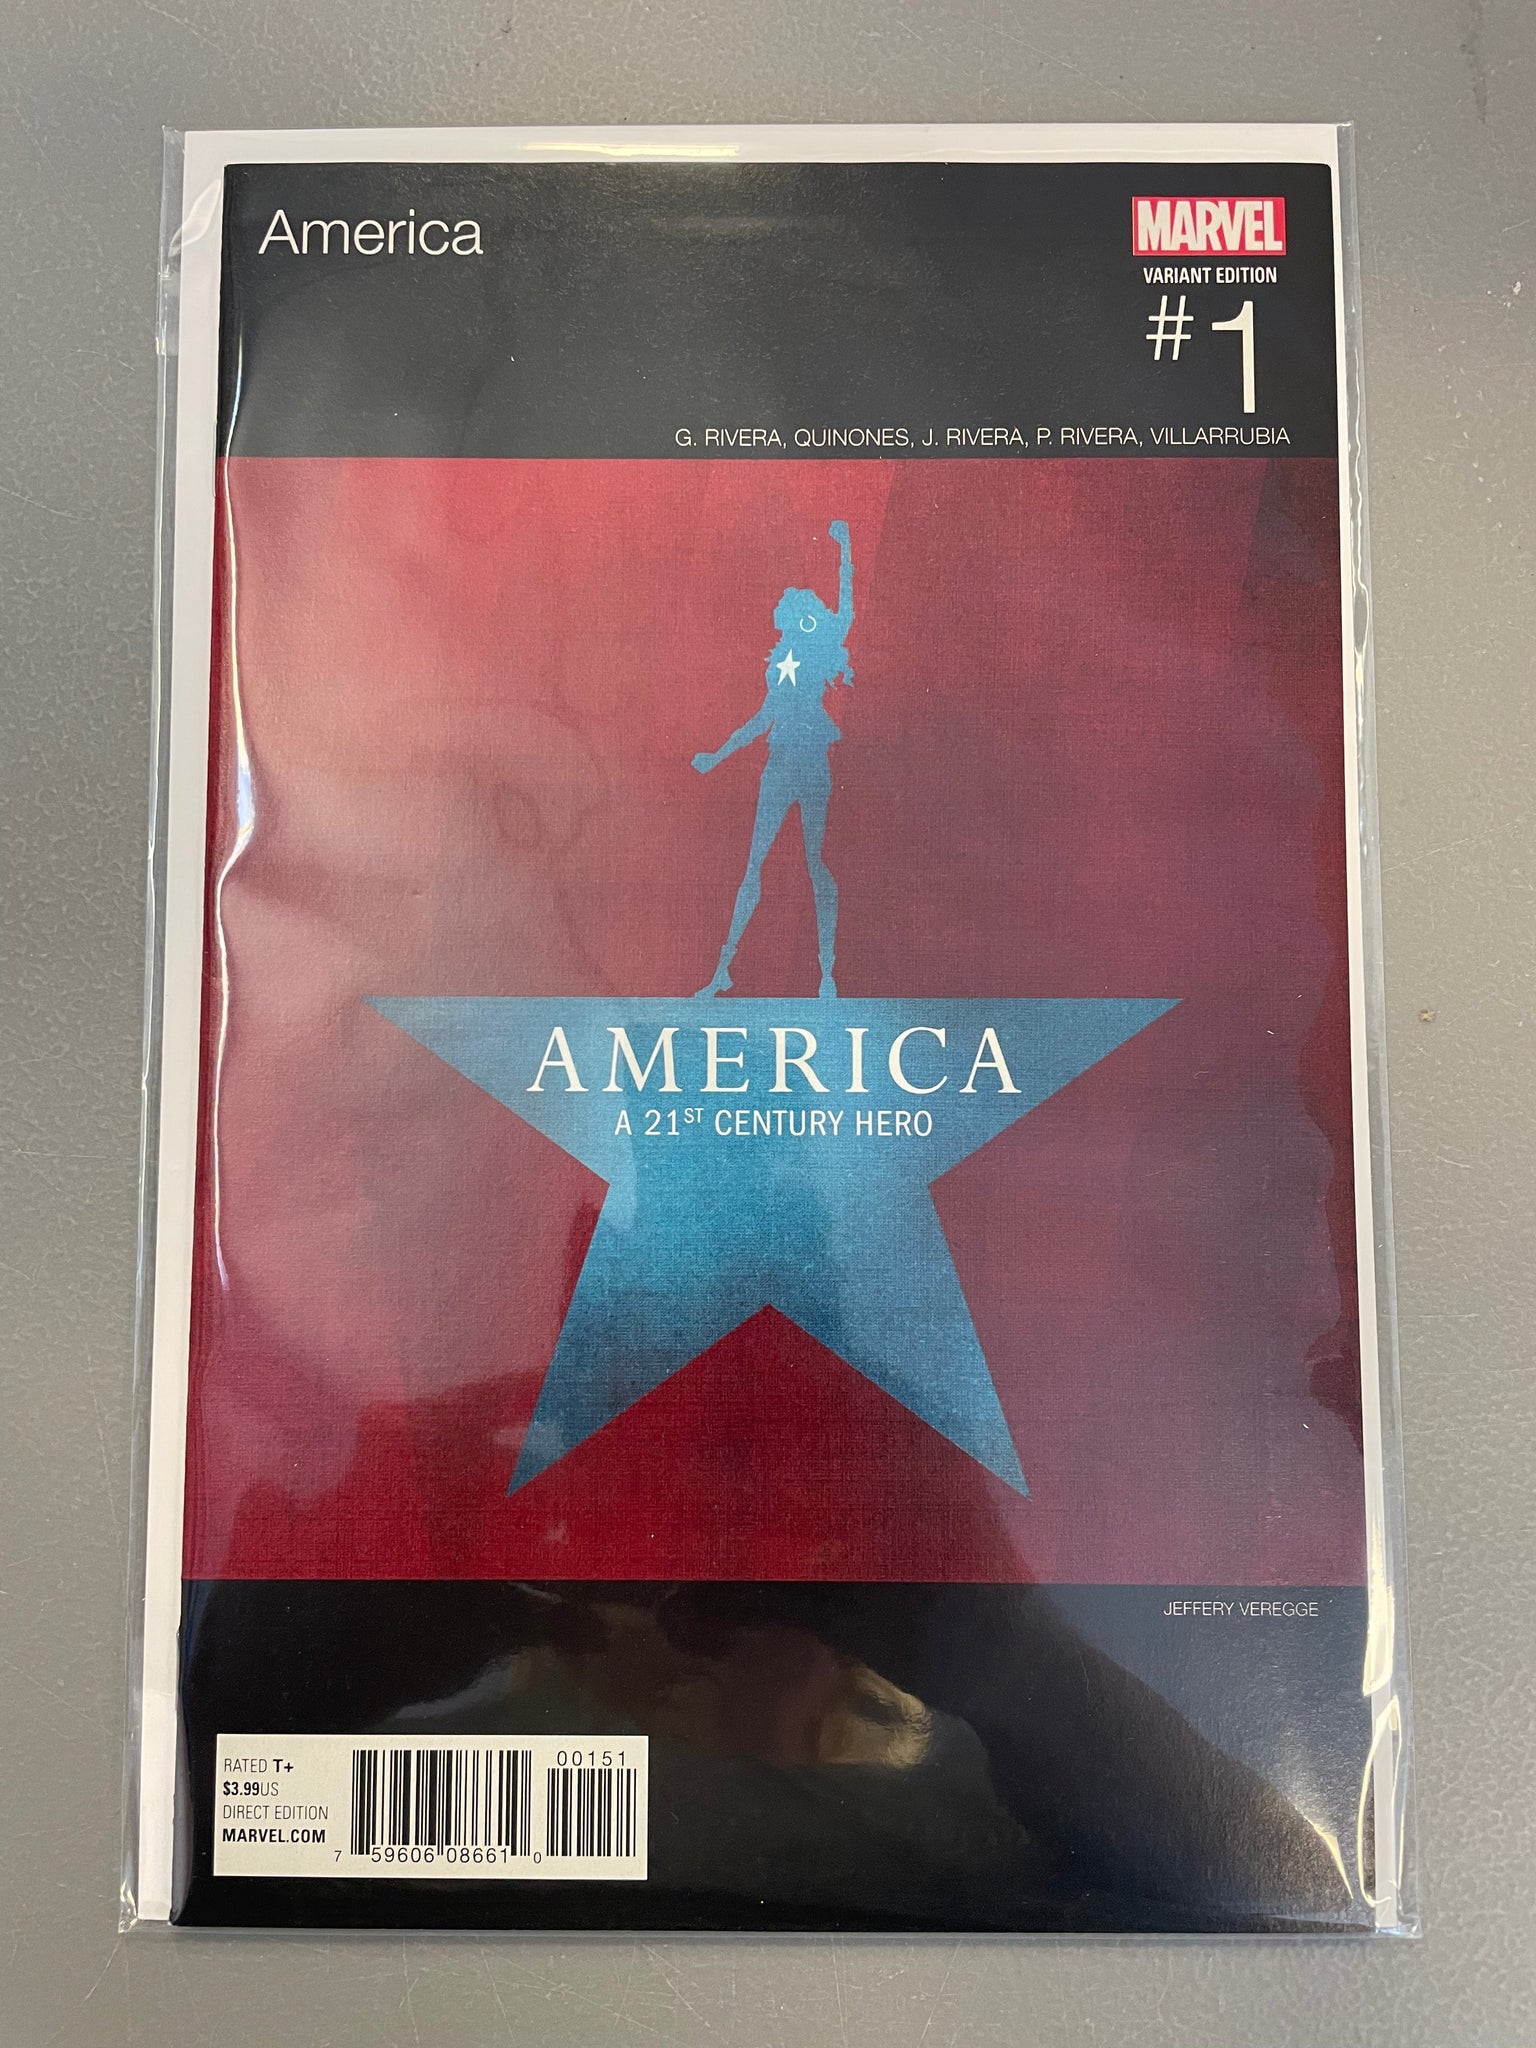 America
MARVEL
VARIANT EDITION
#1
G. RIVERA, QUINONES, J. RIVERA, P. RIVERA, VILLARRUBIA
AMERICA
A 21ST CENTURY HERO
JEFFERY VEREGGE
RATED T+
$3.99US
DIRECT EDITION
MARVEL.COM
00151
7 59606 08661 0